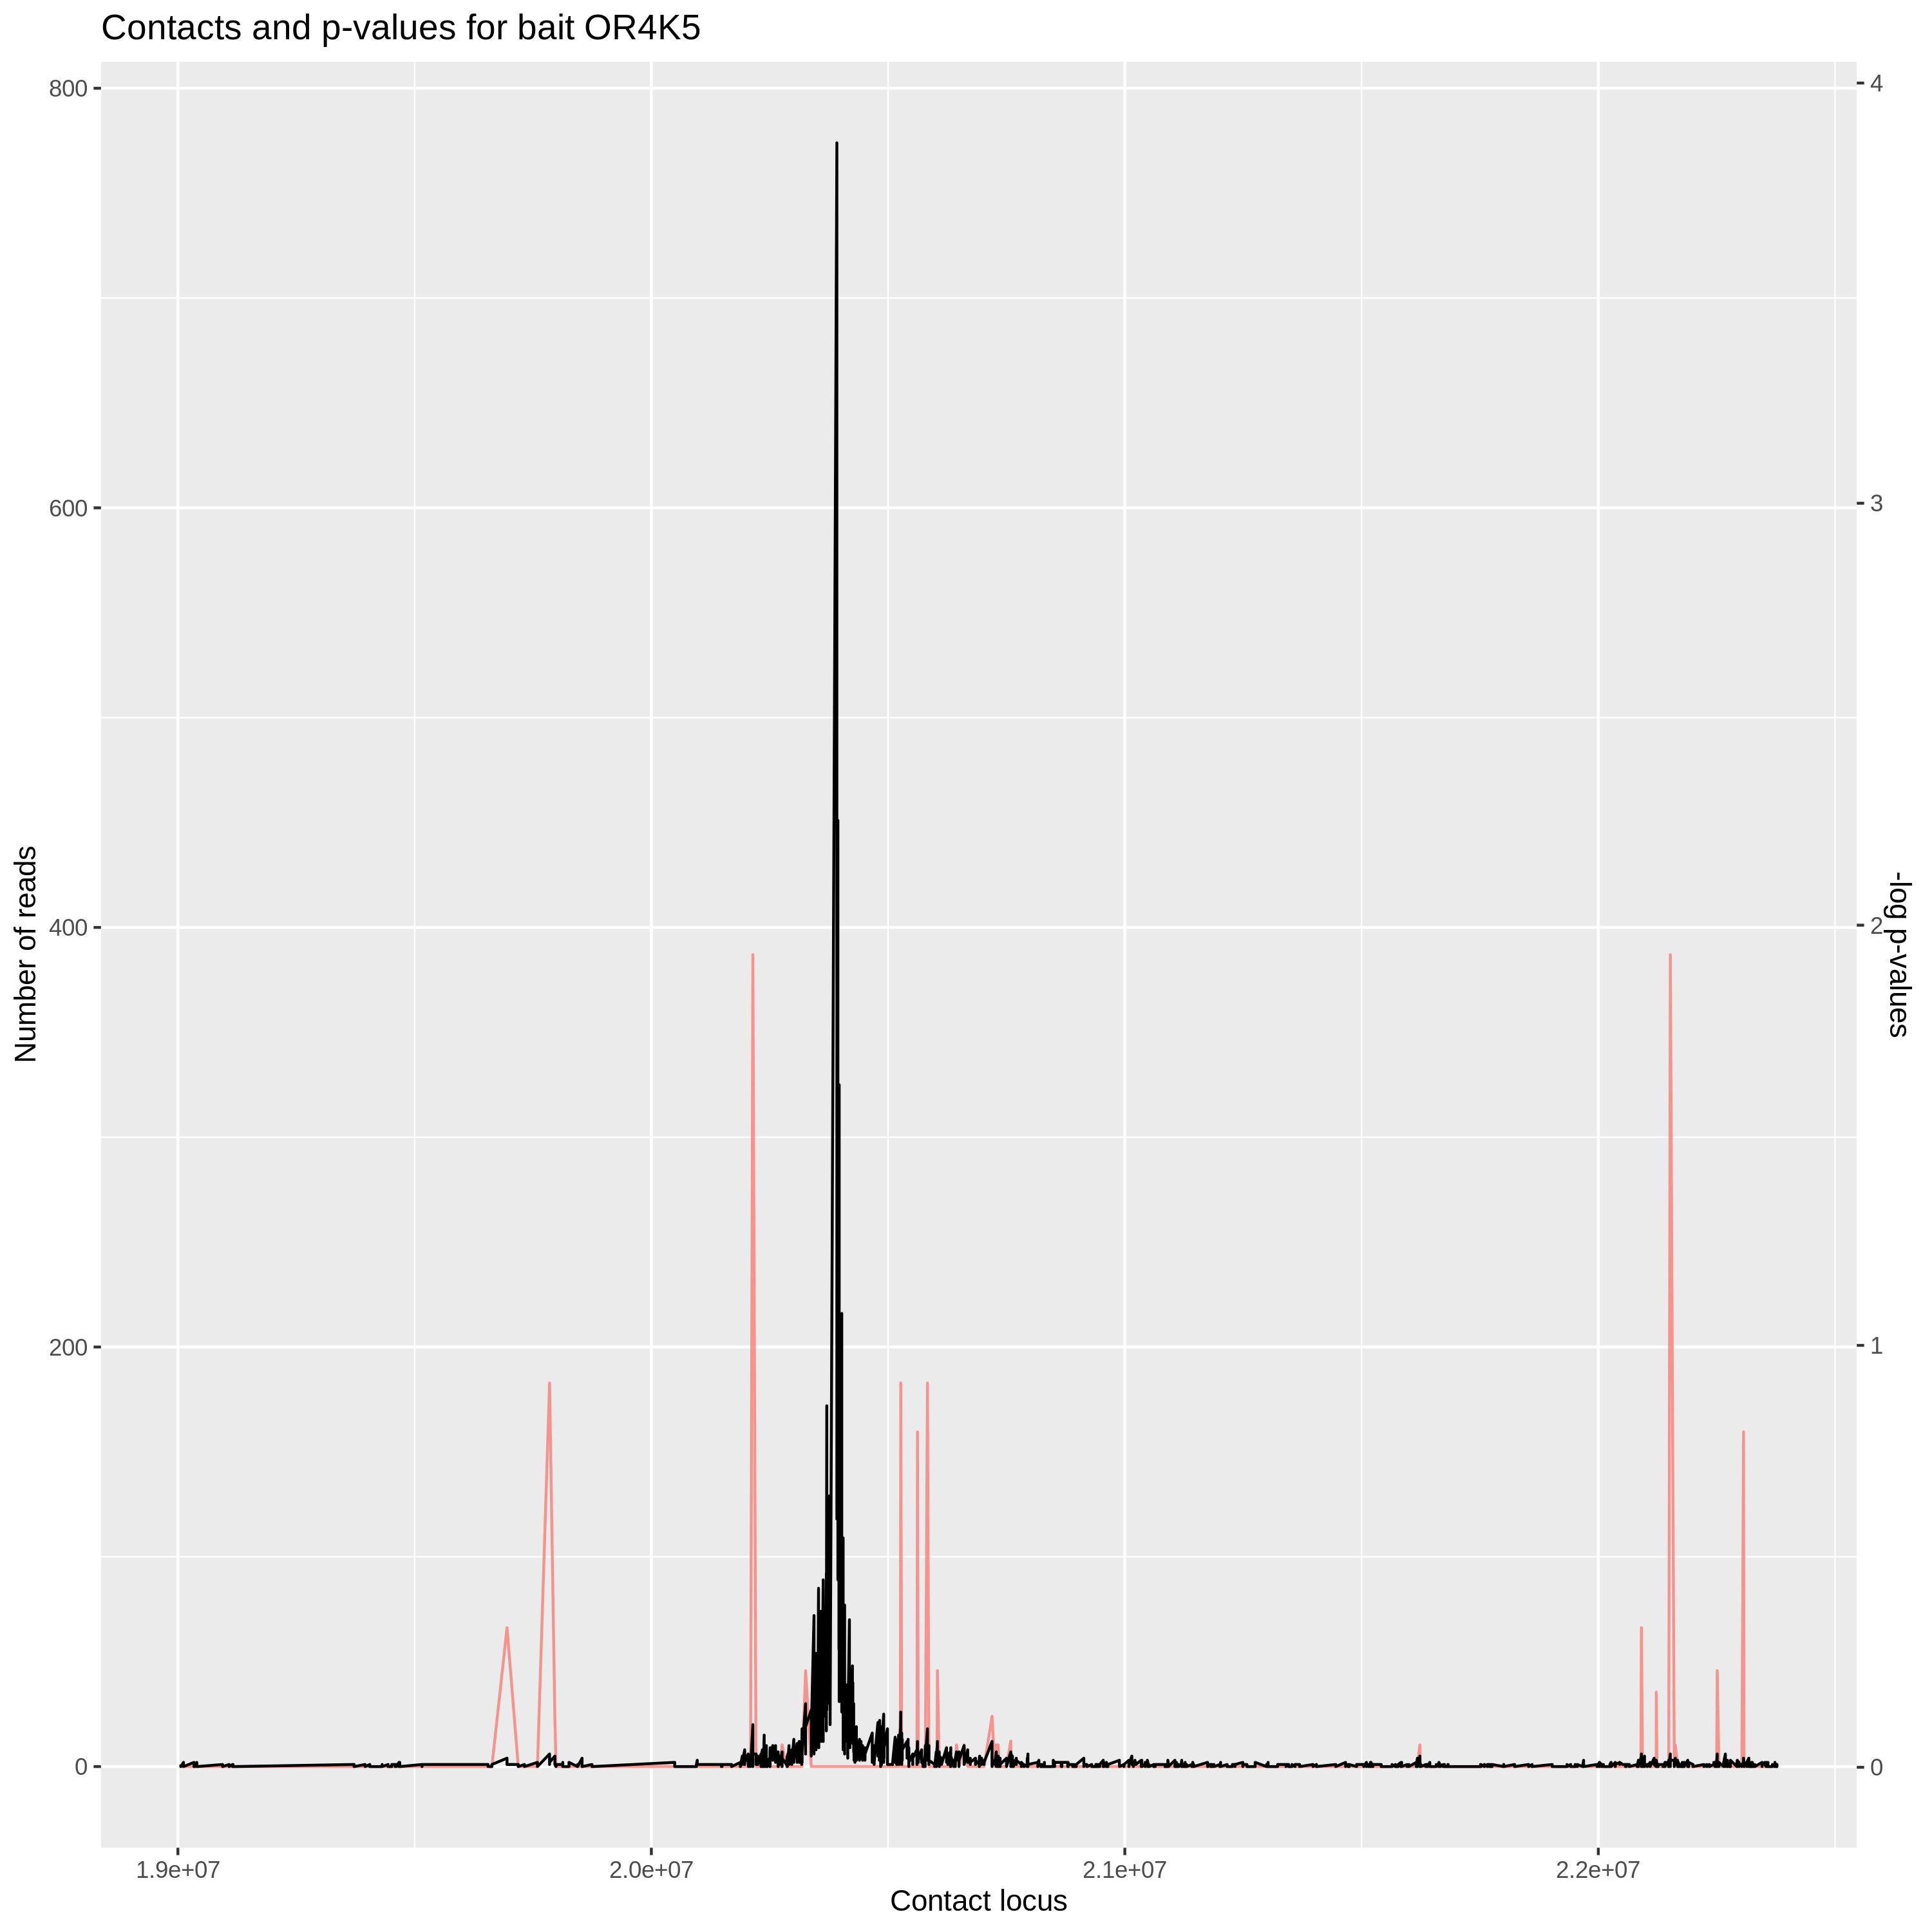 Contacts and p-values for bait OR4K5
800
600
400
200
0
Number of reads
4
3
2
1
0
-log p-values
1.9e+07 2.0e+07 2.1e+07 2.2e+07
Contact locus